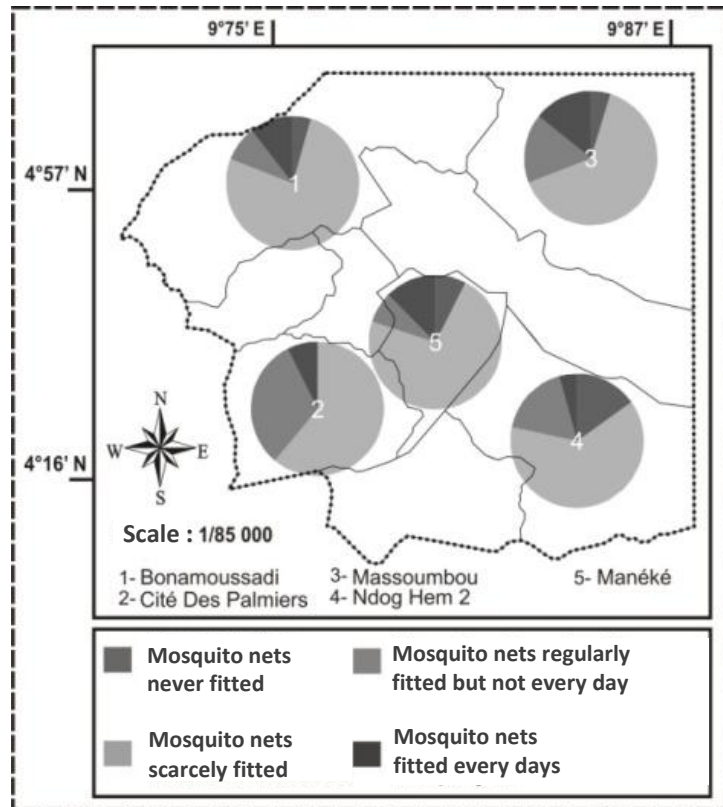 9°75' E 9°87' E
4°57' N
1
3
5
2
4
N
W E
S
4°16' N
Scale : 1/85 000
1- Bonamoussadi 3- Massoumbou 5- Manéké
2- Cité Des Palmiers 4- Ndog Hem 2
Mosquito nets never fitted
Mosquito nets regularly fitted but not every day
Mosquito nets scarcely fitted
Mosquito nets fitted every days